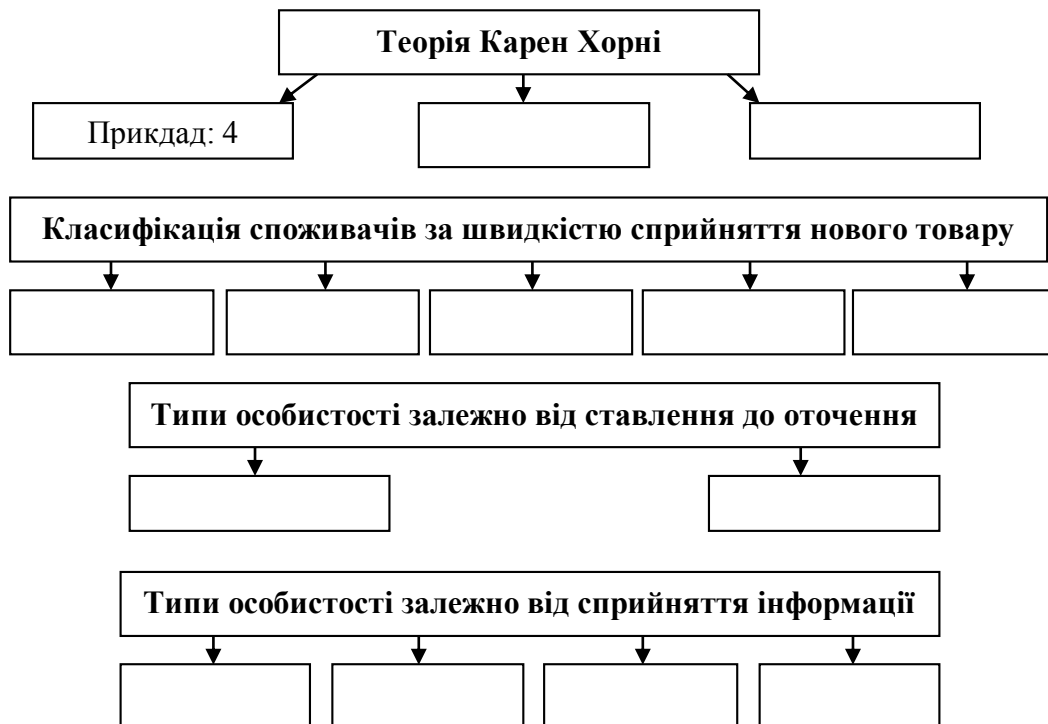 Теорія Карен Хорні
Прикдад: 4
Класифікація споживачів за швидкістю сприйняття нового товару
Типи особистості залежно від ставлення до оточення
Типи особистості залежно від сприйняття інформації